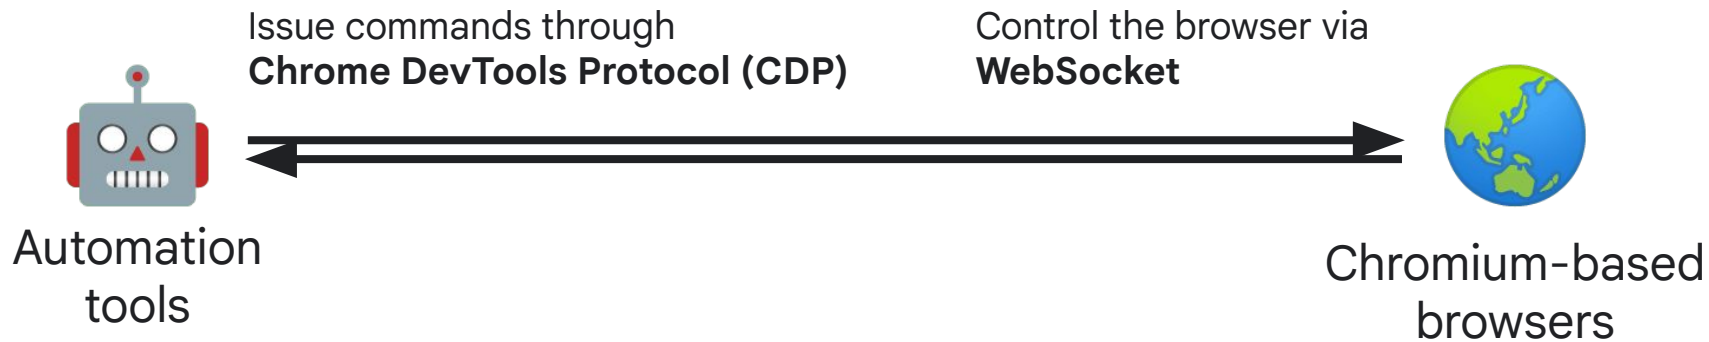 Issue commands through
Chrome DevTools Protocol (CDP)
Control the browser via
WebSocket
Automation
tools
Chromium-based
browsers